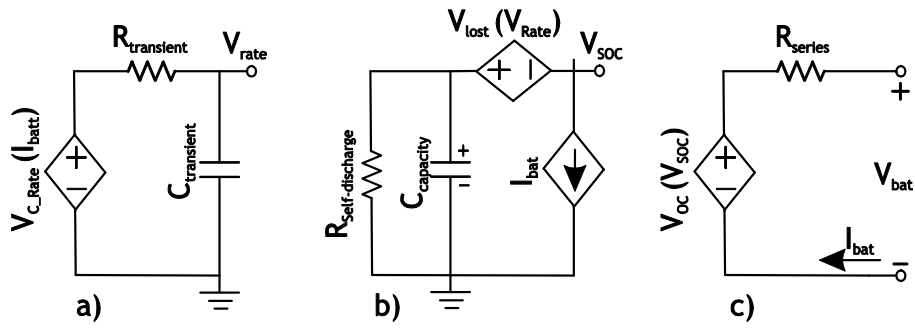 R_transient
V_rate
V_C_Rate (I_batt)
+
−
C_transient
a)
V_lost (V_Rate)
+ −
V_SOC
R_Self-discharge
C_capacity
+
−
I_bat
b)
R_series
+
V_OC (V_SOC)
+
−
V_bat
I_bat
−
c)